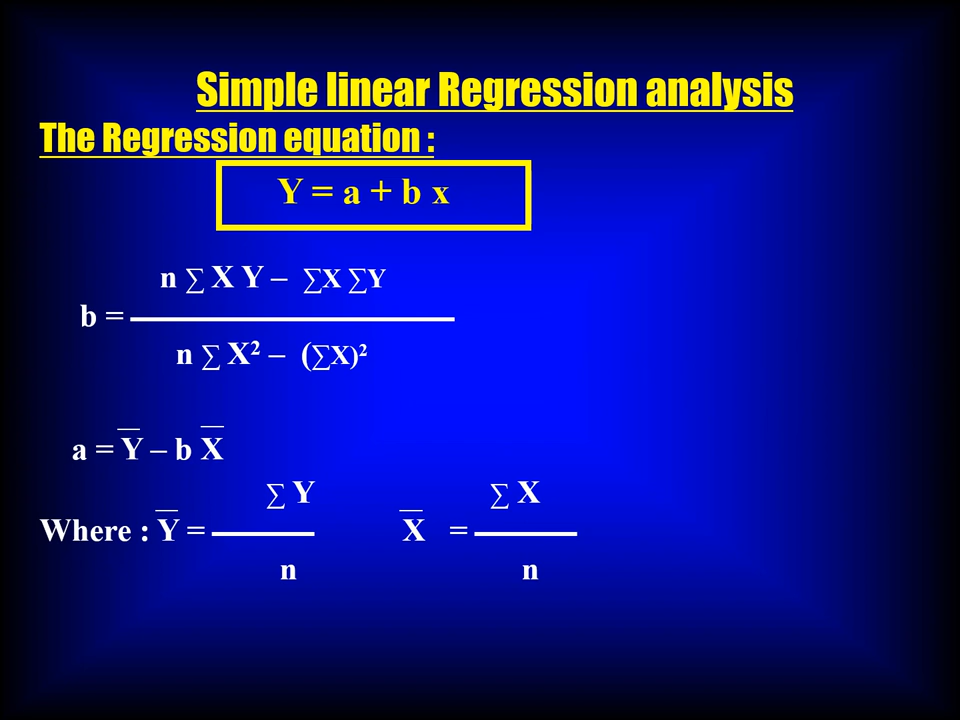 Simple linear Regression analysis
The Regression equation :
Y = a + b x
n ∑ X Y – ∑X ∑Y
b =
n ∑ X² – (∑X)²
a = Y̅ – b X̅
∑ Y ∑ X
Where : Y̅ = X̅ =
n n